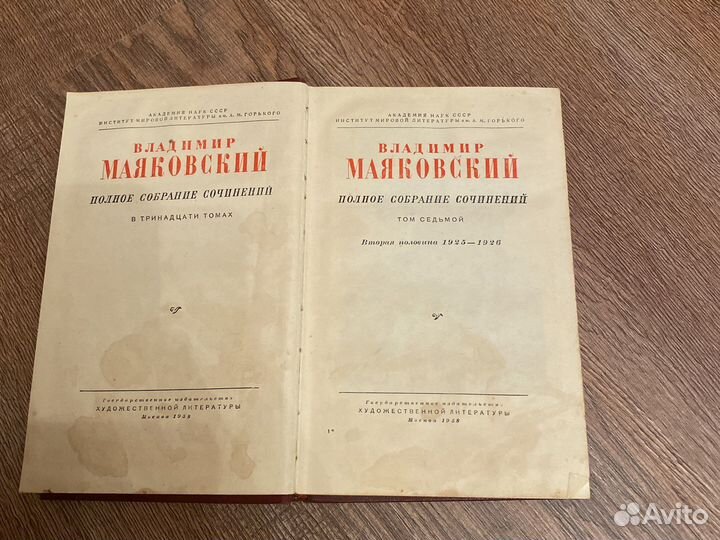 АКАДЕМИЯ НАУК СССР
ИНСТИТУТ МИРОВОЙ ЛИТЕРАТУРЫ им. А. М. ГОРЬКОГО
ВЛАДИМИР
МАЯКОВСКИЙ
ПОЛНОЕ СОБРАНИЕ СОЧИНЕНИЙ
В ТРИНАДЦАТИ ТОМАХ
Государственное издательство
ХУДОЖЕСТВЕННОЙ ЛИТЕРАТУРЫ
Москва 1958
АКАДЕМИЯ НАУК СССР
ИНСТИТУТ МИРОВОЙ ЛИТЕРАТУРЫ им. А. М. ГОРЬКОГО
ВЛАДИМИР
МАЯКОВСКИЙ
ПОЛНОЕ СОБРАНИЕ СОЧИНЕНИЙ
ТОМ СЕДЬМОЙ
Вторая половина 1925—1926
Государственное издательство
ХУДОЖЕСТВЕННОЙ ЛИТЕРАТУРЫ
Москва 1958
1*
Avito